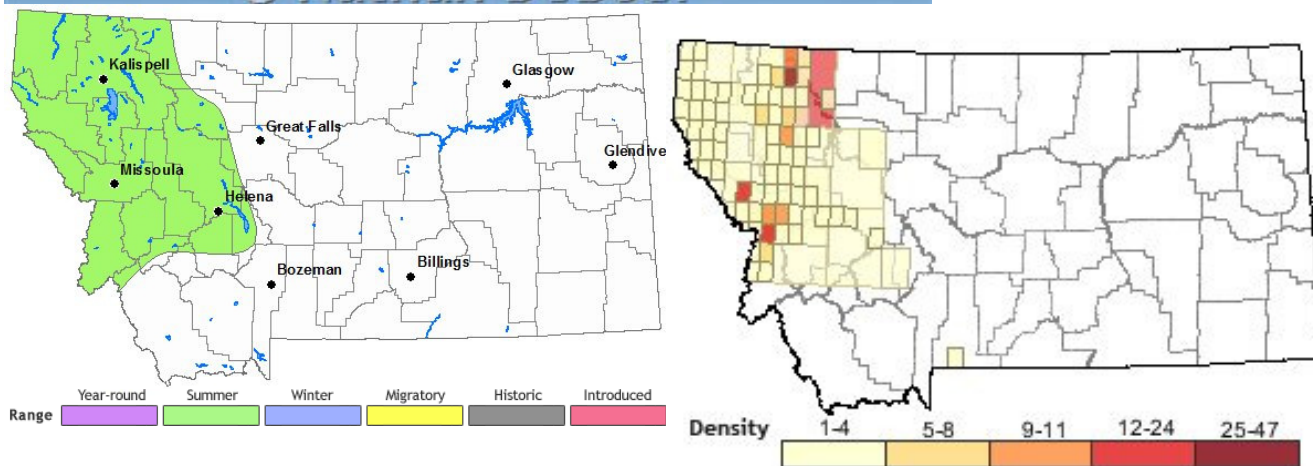 Kalispell
Glasgow
Great Falls
Glendive
Missoula
Helena
Bozeman
Billings
Range Year-round Summer Winter Migratory Historic Introduced
Density 1-4 5-8 9-11 12-24 25-47